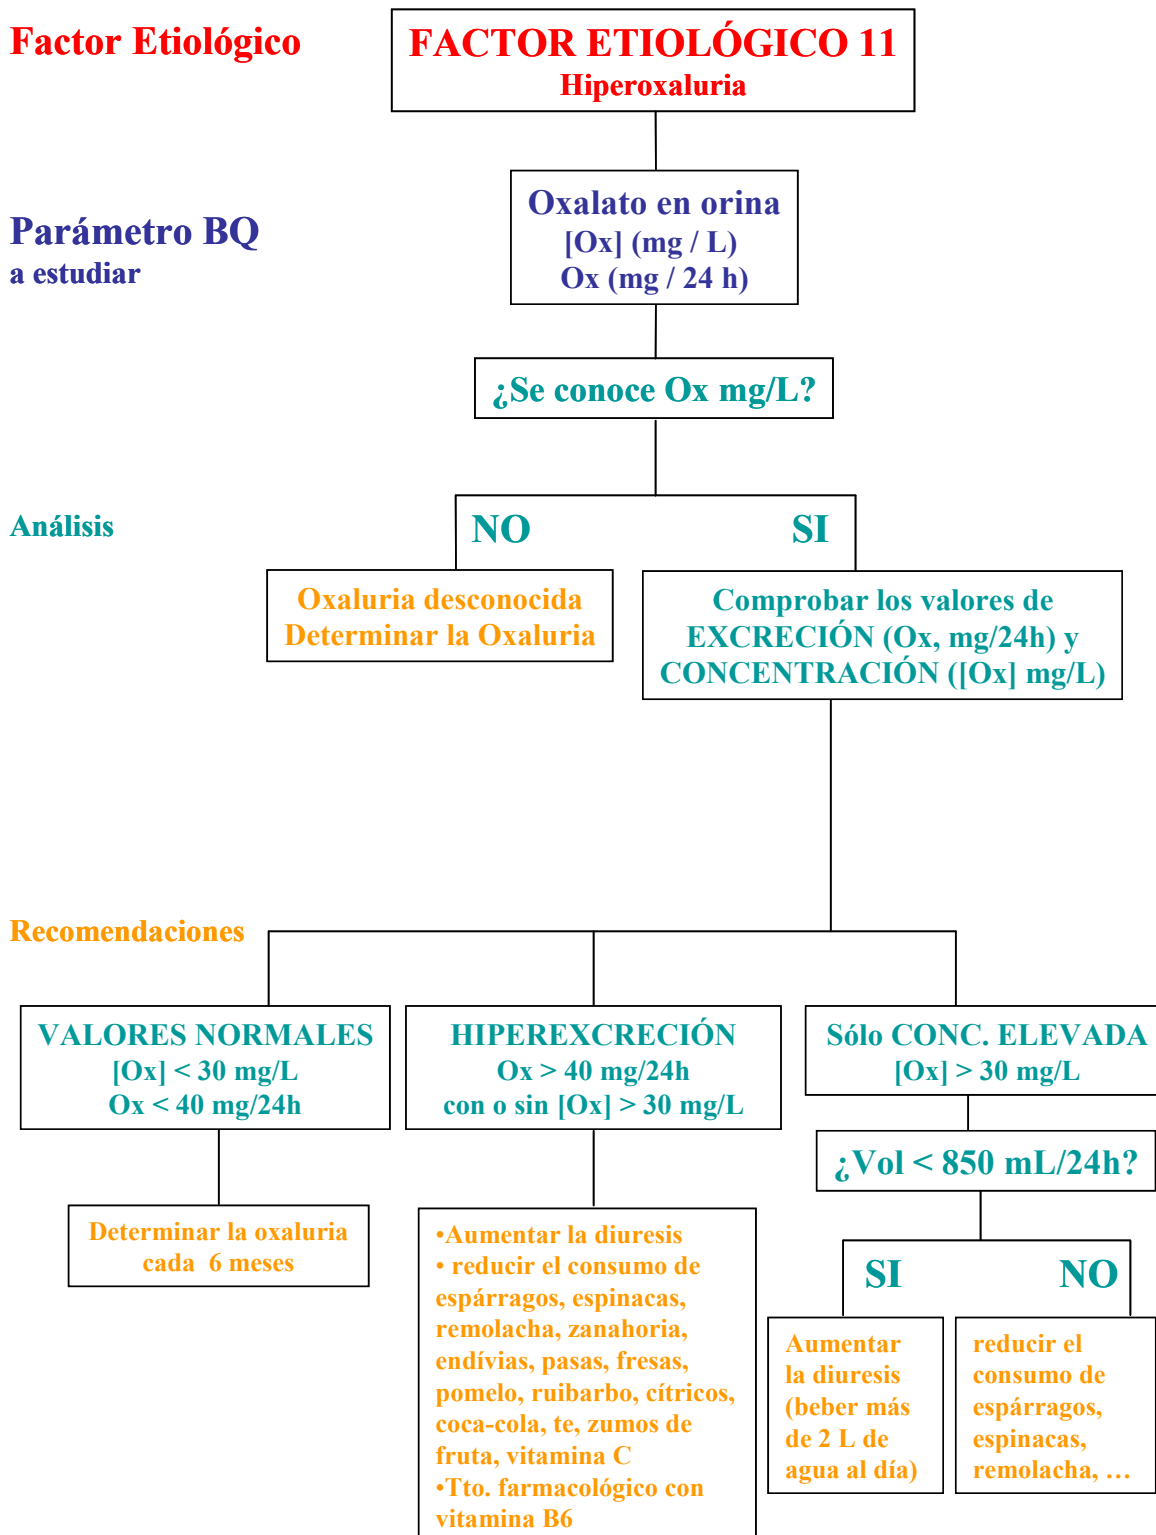 Factor Etiológico
FACTOR ETIOLÓGICO 11
Hiperoxaluria
Parámetro BQ
a estudiar
Oxalato en orina
[Ox] (mg / L)
Ox (mg / 24 h)
¿Se conoce Ox mg/L?
Análisis
NO
SI
Oxaluria desconocida
Determinar la Oxaluria
Comprobar los valores de
EXCRECIÓN (Ox, mg/24h) y
CONCENTRACIÓN ([Ox] mg/L)
Recomendaciones
VALORES NORMALES
[Ox] < 30 mg/L
Ox < 40 mg/24h
Determinar la oxaluria
cada 6 meses
HIPEREXCRECIÓN
Ox > 40 mg/24h
con o sin [Ox] > 30 mg/L
•Aumentar la diuresis
• reducir el consumo de
espárragos, espinacas,
remolacha, zanahoria,
endívias, pasas, fresas,
pomelo, ruibarbo, cítricos,
coca-cola, te, zumos de
fruta, vitamina C
•Tto. farmacológico con
vitamina B6
Sólo CONC. ELEVADA
[Ox] > 30 mg/L
¿Vol < 850 mL/24h?
SI
NO
Aumentar
la diuresis
(beber más
de 2 L de
agua al día)
reducir el
consumo de
espárragos,
espinacas,
remolacha, …